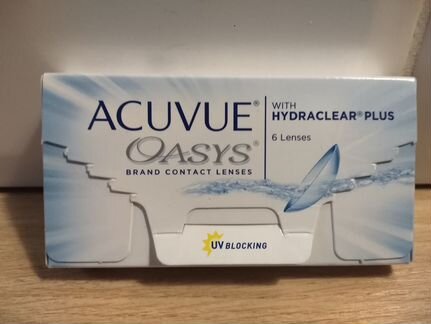 ACUVUE®
OASYS®
BRAND CONTACT LENSES
WITH
HYDRACLEAR® PLUS
6 Lenses
UV BLOCKING